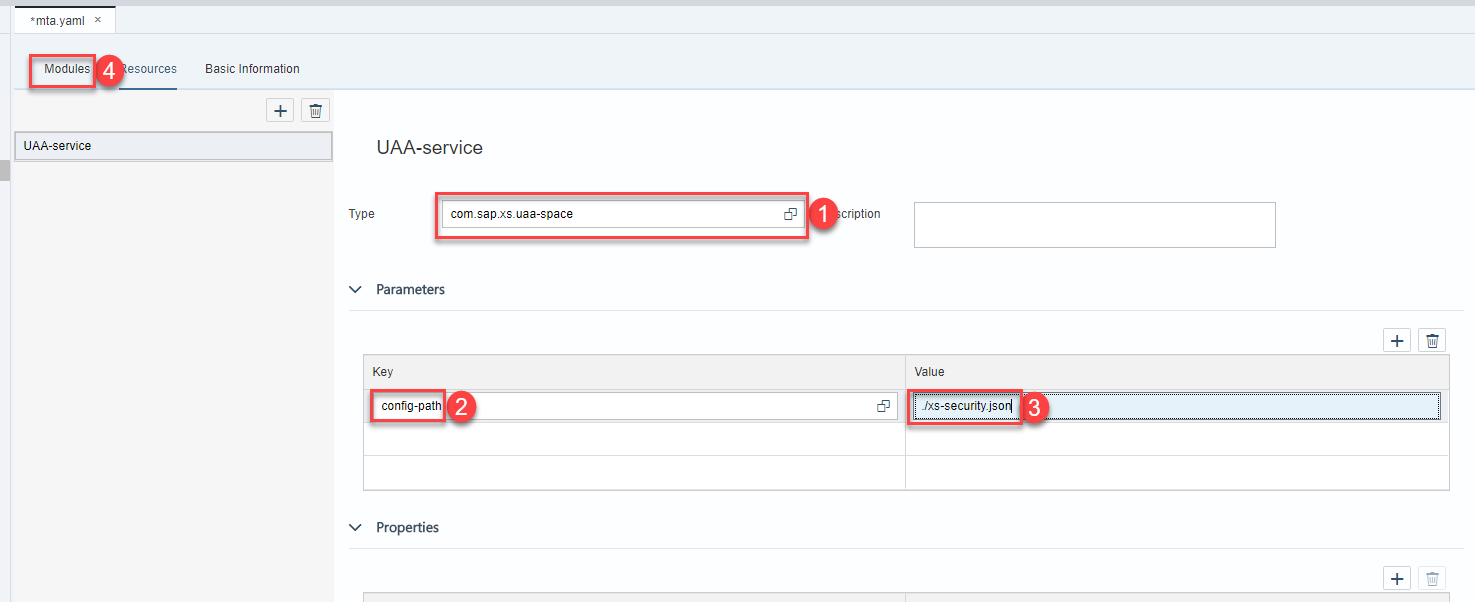 *mta.yaml ×
Modules 4 Resources Basic Information
UAA-service
UAA-service
Type com.sap.xs.uaa-space 1 scription
Parameters
Key Value
config-path 2 ./xs-security.json 3
Properties